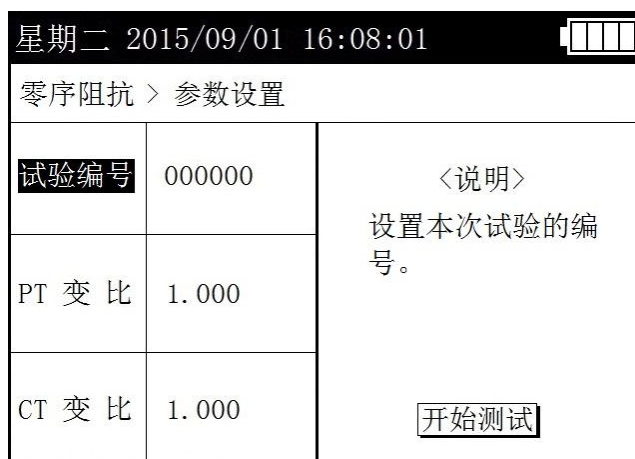 星期二 2015/09/01 16:08:01
零序阻抗 > 参数设置
试验编号 000000
<说明>
设置本次试验的编
号。
PT 变 比 1.000
CT 变 比 1.000
开始测试